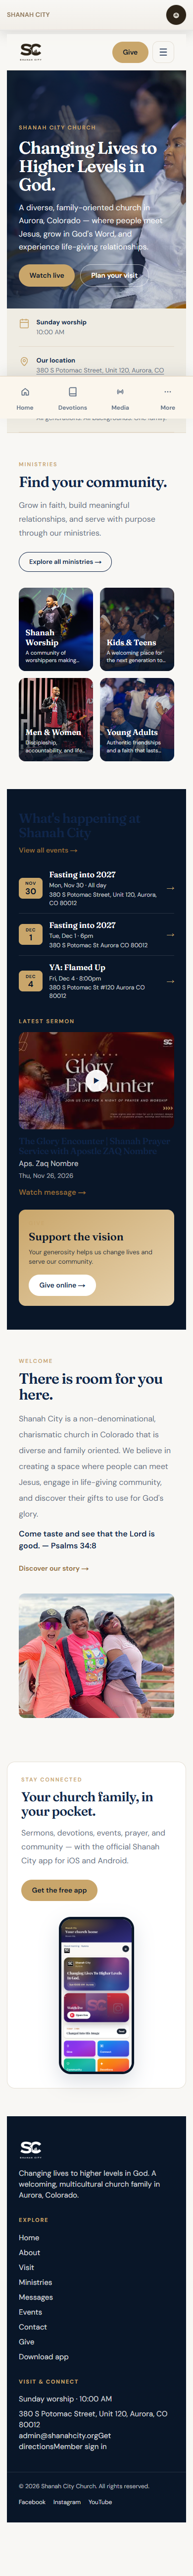 SHANAH CITY
SC
SHANAH CITY
Give
SHANAH CITY CHURCH
Changing Lives to
Higher Levels in
God.
A diverse, family-oriented church in
Aurora, Colorado — where people meet
Jesus, grow in God's Word, and
experience life-giving relationships.
Watch live
Plan your visit
Sunday worship
10:00 AM
Our location
380 S Potomac Street, Unit 120, Aurora, CO
Home
Devotions
Media
More
All generations. All backgrounds. One family.
MINISTRIES
Find your community.
Grow in faith, build meaningful
relationships, and serve with purpose
through our ministries.
Explore all ministries →
Shanah
Worship
A community of
worshippers making…
Kids & Teens
A welcoming place for
the next generation to…
Men & Women
Discipleship,
accountability, and life…
Young Adults
Authentic friendships
and a faith that lasts…
What's happening at
Shanah City
View all events →
NOV
30
Fasting into 2027
Mon, Nov 30 · All day
380 S Potomac Street, Unit 120, Aurora,
CO 80012
→
DEC
1
Fasting into 2027
Tue, Dec 1 · 6pm
380 S Potomac St Aurora CO 80012
→
DEC
4
YA: Flamed Up
Fri, Dec 4 · 8:00pm
380 S Potomac St #120 Aurora CO
80012
→
LATEST SERMON
SC
Glory
Encounter
JOIN US LIVE FOR A NIGHT OF PRAYER AND WORSHIP
The Glory Encounter | Shanah Prayer
Service with Apostle ZAQ Nombro
Aps. Zaq Nombre
Thu, Nov 26, 2026
Watch message →
Support the vision
Your generosity helps us change lives and
serve our community.
Give online →
WELCOME
There is room for you
here.
Shanah City is a non-denominational,
charismatic church in Colorado that is
diverse and family oriented. We believe in
creating a space where people can meet
Jesus, engage in life-giving community,
and discover their gifts to use for God's
glory.
Come taste and see that the Lord is
good. — Psalms 34:8
Discover our story →
STAY CONNECTED
Your church family, in
your pocket.
Sermons, devotions, events, prayer, and
community — with the official Shanah
City app for iOS and Android.
Get the free app
SC
SHANAH CITY
Changing lives to higher levels in God. A
welcoming, multicultural church family in
Aurora, Colorado.
EXPLORE
Home
About
Visit
Ministries
Messages
Events
Contact
Give
Download app
VISIT & CONNECT
Sunday worship · 10:00 AM
380 S Potomac Street, Unit 120, Aurora, CO
80012
admin@shanahcity.orgGet
directionsMember sign in
© 2026 Shanah City Church. All rights reserved.
Facebook
Instagram
YouTube